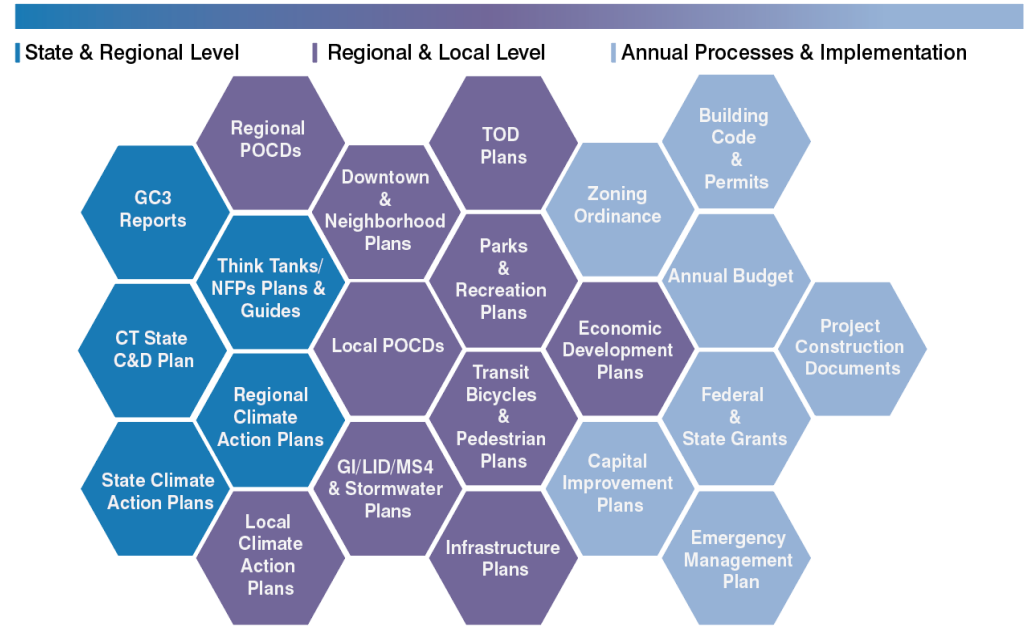 State & Regional Level
Regional & Local Level
Annual Processes & Implementation
GC3
Reports
CT State
C&D Plan
State Climate
Action Plans
Regional
POCDs
Think Tanks/
NFPs Plans &
Guides
Regional
Climate
Action Plans
Local
Climate
Action
Plans
Downtown
&
Neighborhood
Plans
Local POCDs
GI/LID/MS4
& Stormwater
Plans
TOD
Plans
Parks
&
Recreation
Plans
Transit
Bicycles
&
Pedestrian
Plans
Infrastructure
Plans
Zoning
Ordinance
Economic
Development
Plans
Capital
Improvement
Plans
Building
Code
&
Permits
Annual Budget
Federal
&
State Grants
Emergency
Management
Plan
Project
Construction
Documents